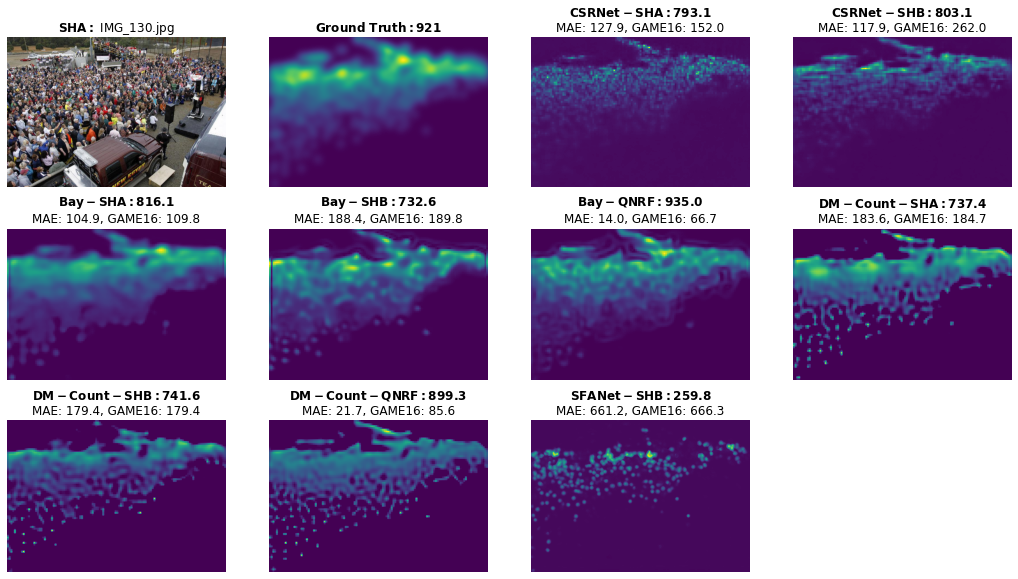 SHA: IMG_130.jpg
Ground Truth:921
CSRNet−SHA:793.1
MAE: 127.9, GAME16: 152.0
CSRNet−SHB:803.1
MAE: 117.9, GAME16: 262.0
Bay−SHA:816.1
MAE: 104.9, GAME16: 109.8
Bay−SHB:732.6
MAE: 188.4, GAME16: 189.8
Bay−QNRF:935.0
MAE: 14.0, GAME16: 66.7
DM−Count−SHA:737.4
MAE: 183.6, GAME16: 184.7
DM−Count−SHB:741.6
MAE: 179.4, GAME16: 179.4
DM−Count−QNRF:899.3
MAE: 21.7, GAME16: 85.6
SFANet−SHB:259.8
MAE: 661.2, GAME16: 666.3